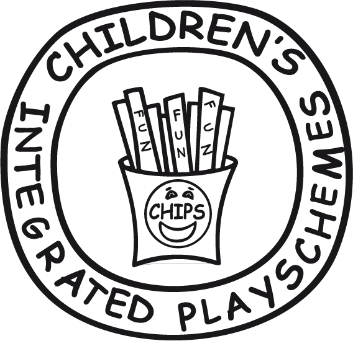 CHILDREN'S
INTEGRATED PLAYSCHEMES
FUN
FUN
FUN
CHIPS